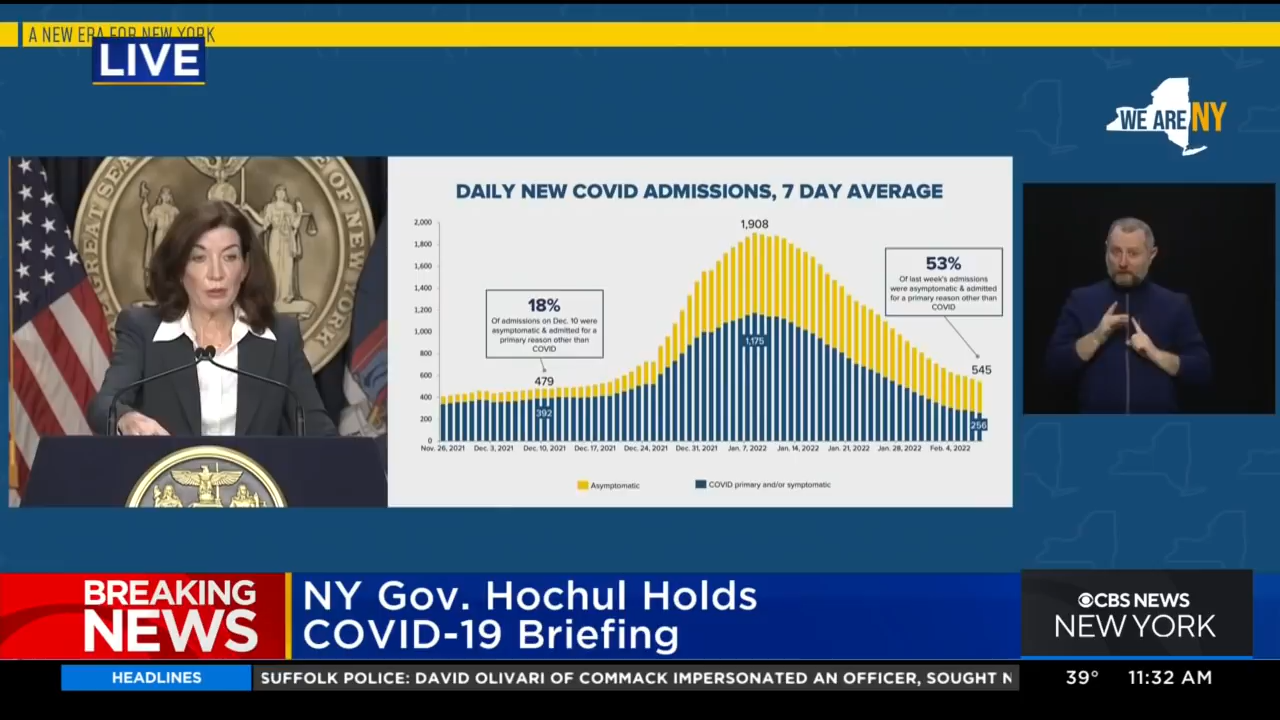 A NEW ERA FOR NEW YORK
LIVE
WE ARE NY
GREAT SEAL OF NEW YORK
DAILY NEW COVID ADMISSIONS, 7 DAY AVERAGE
2,000
1,800
1,600
1,400
1,200
1,000
800
600
400
200
0
1,908
1,175
18%
Of admissions on Dec. 10 were
asymptomatic & admitted for a
primary reason other than
COVID
479
392
53%
Of last week's admissions
were asymptomatic & admitted
for a primary reason other than
COVID
545
256
Nov. 26, 2021 Dec. 3, 2021 Dec. 10, 2021 Dec. 17, 2021 Dec. 24, 2021 Dec. 31, 2021 Jan. 7, 2022 Jan. 14, 2022 Jan. 21, 2022 Jan. 28, 2022 Feb. 4, 2022
Asymptomatic COVID primary and/or symptomatic
BREAKING
NEWS
NY Gov. Hochul Holds
COVID-19 Briefing
CBS NEWS
NEW YORK
HEADLINES SUFFOLK POLICE: DAVID OLIVARI OF COMMACK IMPERSONATED AN OFFICER, SOUGHT 39° 11:32 AM